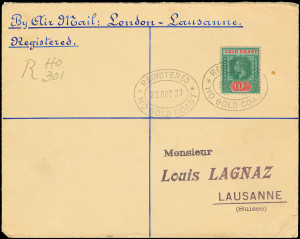 By Air Mail: London - Lausanne.
Registered.
R Ho
301
REGISTERED
HO GOLD COAST
GOLD COAST
REGISTERED
HO GOLD COAST
Monsieur
Louis LAGNAZ
LAUSANNE
(Suisse)